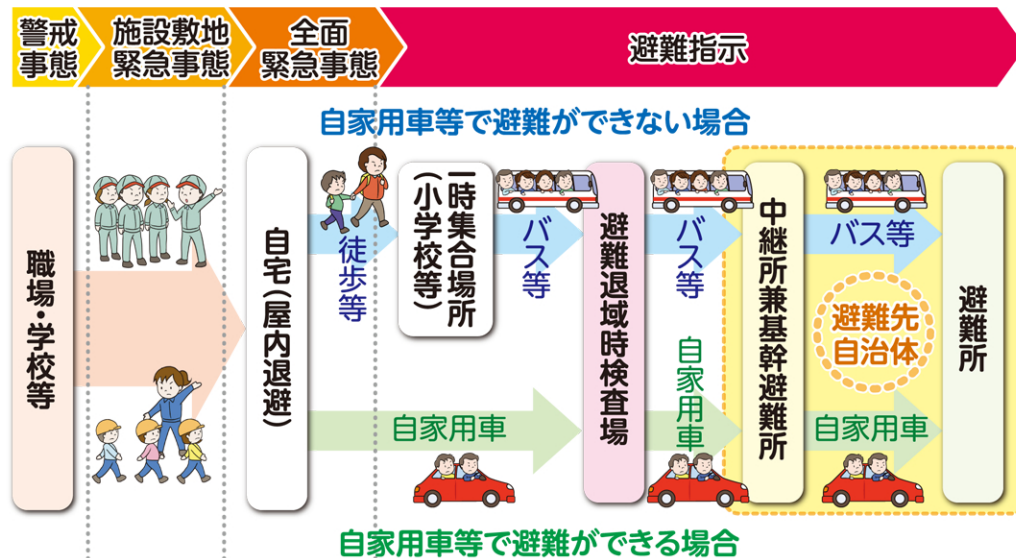 警戒
事態
施設敷地
緊急事態
全面
緊急事態
避難指示
自家用車等で避難ができない場合
職場・学校等
自宅(屋内退避)
徒歩等
一時集合場所
(小学校等)
バス等
避難退域時検査場
バス等
中継所兼基幹避難所
バス等
避難先
自治体
避難所
自家用車
自家用車
自家用車
自家用車等で避難ができる場合